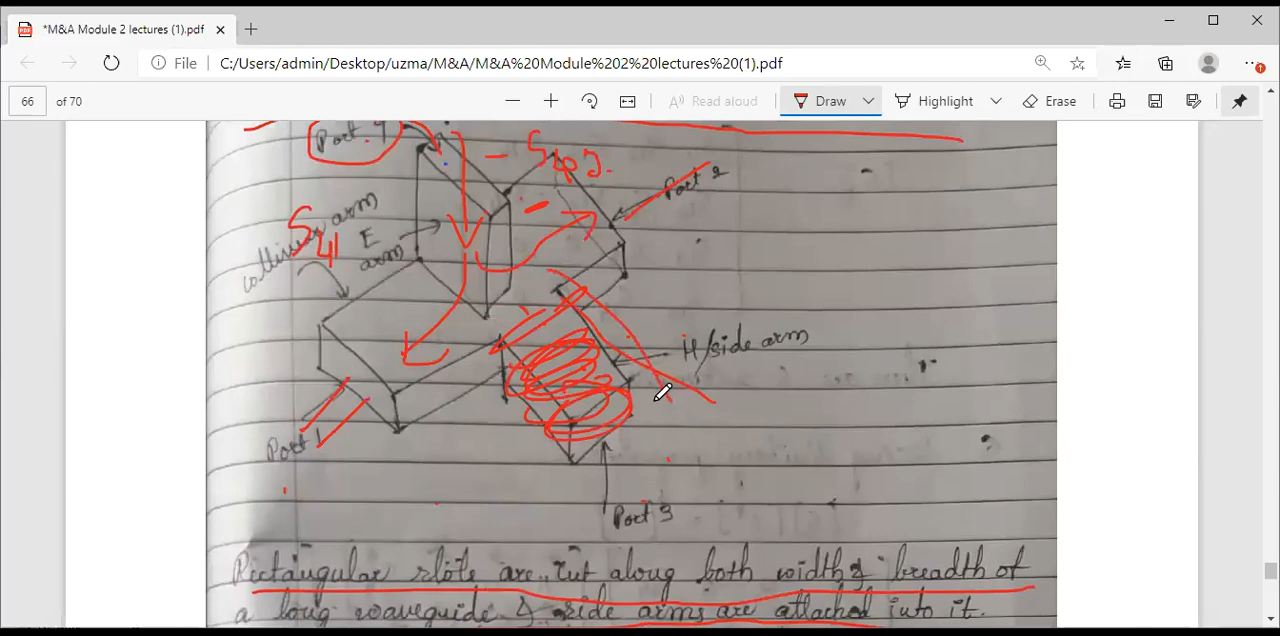 *M&A Module 2 lectures (1).pdf
File | C:/Users/admin/Desktop/uzma/M&A/M&A%20Module%202%20lectures%20(1).pdf
66 of 70
Read aloud
Draw
Highlight
Erase
Port 4
Port 2
arm
S41
E
arm
H/side arm
Port 1
Port 3
Rectangular slots are cut along both width & breadth of
a long waveguide & side arms are attached into it.